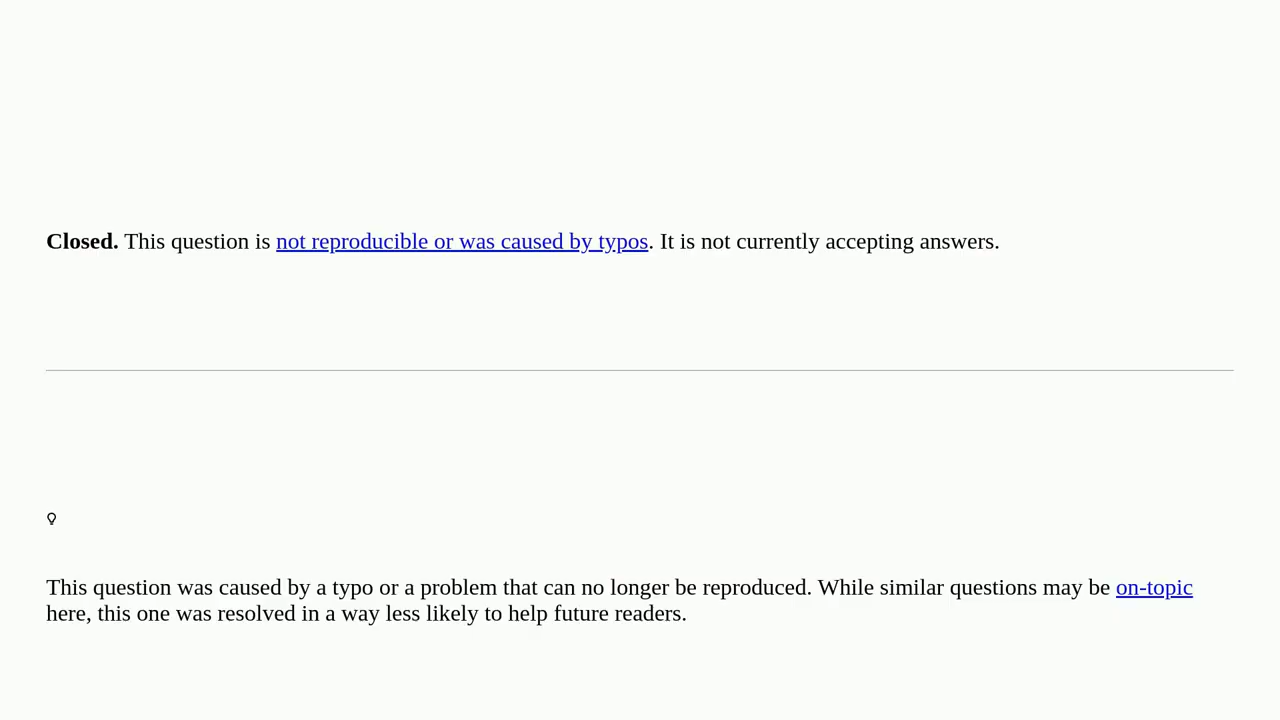 Closed. This question is not reproducible or was caused by typos. It is not currently accepting answers.
This question was caused by a typo or a problem that can no longer be reproduced. While similar questions may be on-topic
here, this one was resolved in a way less likely to help future readers.